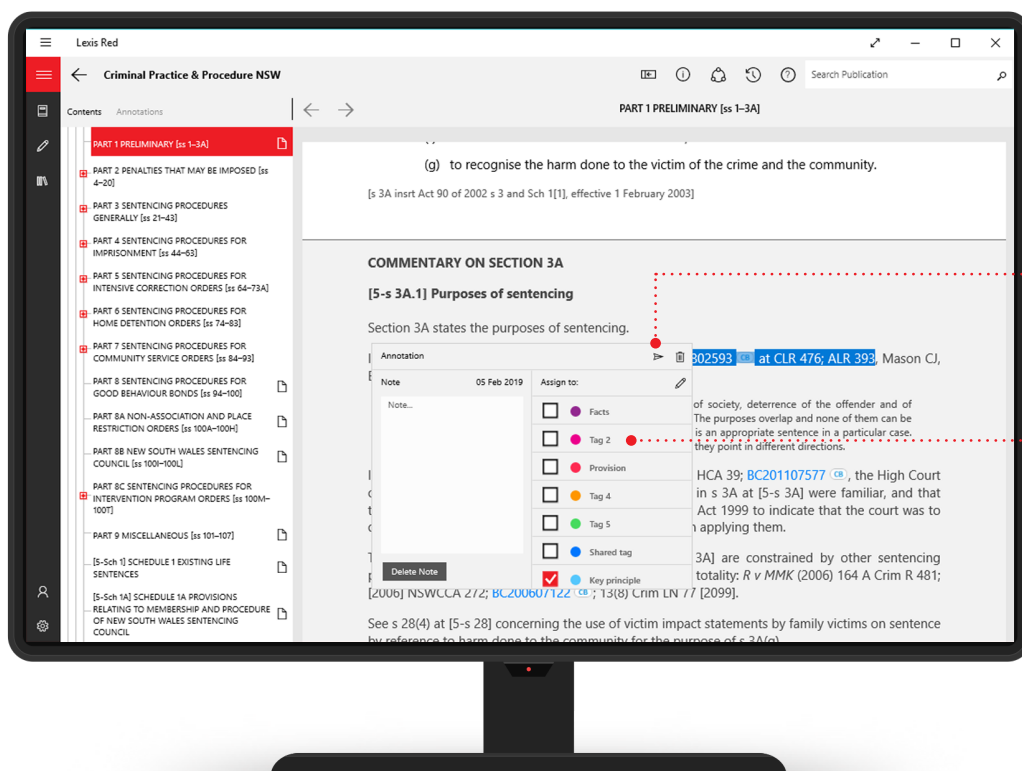 Lexis Red
Criminal Practice & Procedure NSW
Search Publication
Contents Annotations
PART 1 PRELIMINARY [ss 1–3A]
PART 1 PRELIMINARY [ss 1–3A]
PART 2 PENALTIES THAT MAY BE IMPOSED [ss
4–20]
PART 3 SENTENCING PROCEDURES
GENERALLY [ss 21–43]
PART 4 SENTENCING PROCEDURES FOR
IMPRISONMENT [ss 44–63]
PART 5 SENTENCING PROCEDURES FOR
INTENSIVE CORRECTION ORDERS [ss 64–73A]
PART 6 SENTENCING PROCEDURES FOR
HOME DETENTION ORDERS [ss 74–83]
PART 7 SENTENCING PROCEDURES FOR
COMMUNITY SERVICE ORDERS [ss 84–93]
PART 8 SENTENCING PROCEDURES FOR
GOOD BEHAVIOUR BONDS [ss 94–100]
PART 8A NON-ASSOCIATION AND PLACE
RESTRICTION ORDERS [ss 100A–100H]
PART 8B NEW SOUTH WALES SENTENCING
COUNCIL [ss 100I–100L]
PART 8C SENTENCING PROCEDURES FOR
INTERVENTION PROGRAM ORDERS [ss 100M–
100T]
PART 9 MISCELLANEOUS [ss 101–107]
[5-Sch 1] SCHEDULE 1 EXISTING LIFE
SENTENCES
[5-Sch 1A] SCHEDULE 1A PROVISIONS
RELATING TO MEMBERSHIP AND PROCEDURE
OF NEW SOUTH WALES SENTENCING
COUNCIL
(g) to recognise the harm done to the victim of the crime and the community.
[s 3A insrt Act 90 of 2002 s 3 and Sch 1[1], effective 1 February 2003]
COMMENTARY ON SECTION 3A
[5-s 3A.1] Purposes of sentencing
Section 3A states the purposes of sentencing.
302593 CB at CLR 476; ALR 393, Mason CJ,
Annotation
Note 05 Feb 2019 Assign to:
Note...
Facts
Tag 2
Provision
Tag 4
Tag 5
Shared tag
Key principle
Delete Note
of society, deterrence of the offender and of
The purposes overlap and none of them can be
is an appropriate sentence in a particular case.
they point in different directions.
HCA 39; BC201107577 CB, the High Court
in s 3A at [5-s 3A] were familiar, and that
Act 1999 to indicate that the court was to
applying them.
3A] are constrained by other sentencing
totality: R v MMK (2006) 164 A Crim R 481;
[2006] NSWCCA 272; BC200607122 CB; 13(8) Crim LN 77 [2099].
See s 28(4) at [5-s 28] concerning the use of victim impact statements by family victims on sentence
by reference to harm done to the community for the purpose of s 3A(g).